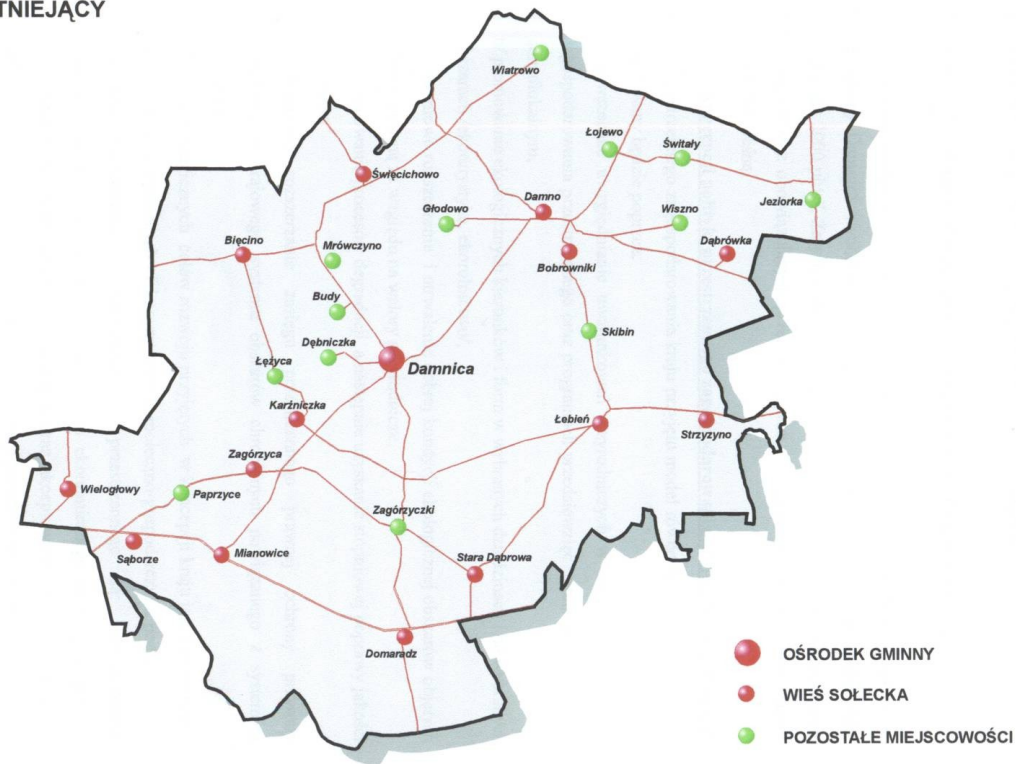 TNIEJĄCY
Wiatrowo
Łojewo
Świtały
Święcichowo
Damno
Głodowo
Wiszno
Jeziorka
Bięcino
Mrówczyno
Dąbrówka
Bobrowniki
Budy
Skibin
Dębniczka
Łężyca
Damnica
Karźniczka
Łebień
Strzyżyno
Zagórzyca
Wielogłowy
Paprzyce
Zagórzyczki
Mianowice
Sąborze
Stara Dąbrowa
Domaradz
OŚRODEK GMINNY
WIEŚ SOŁECKA
POZOSTAŁE MIEJSCOWOŚCI